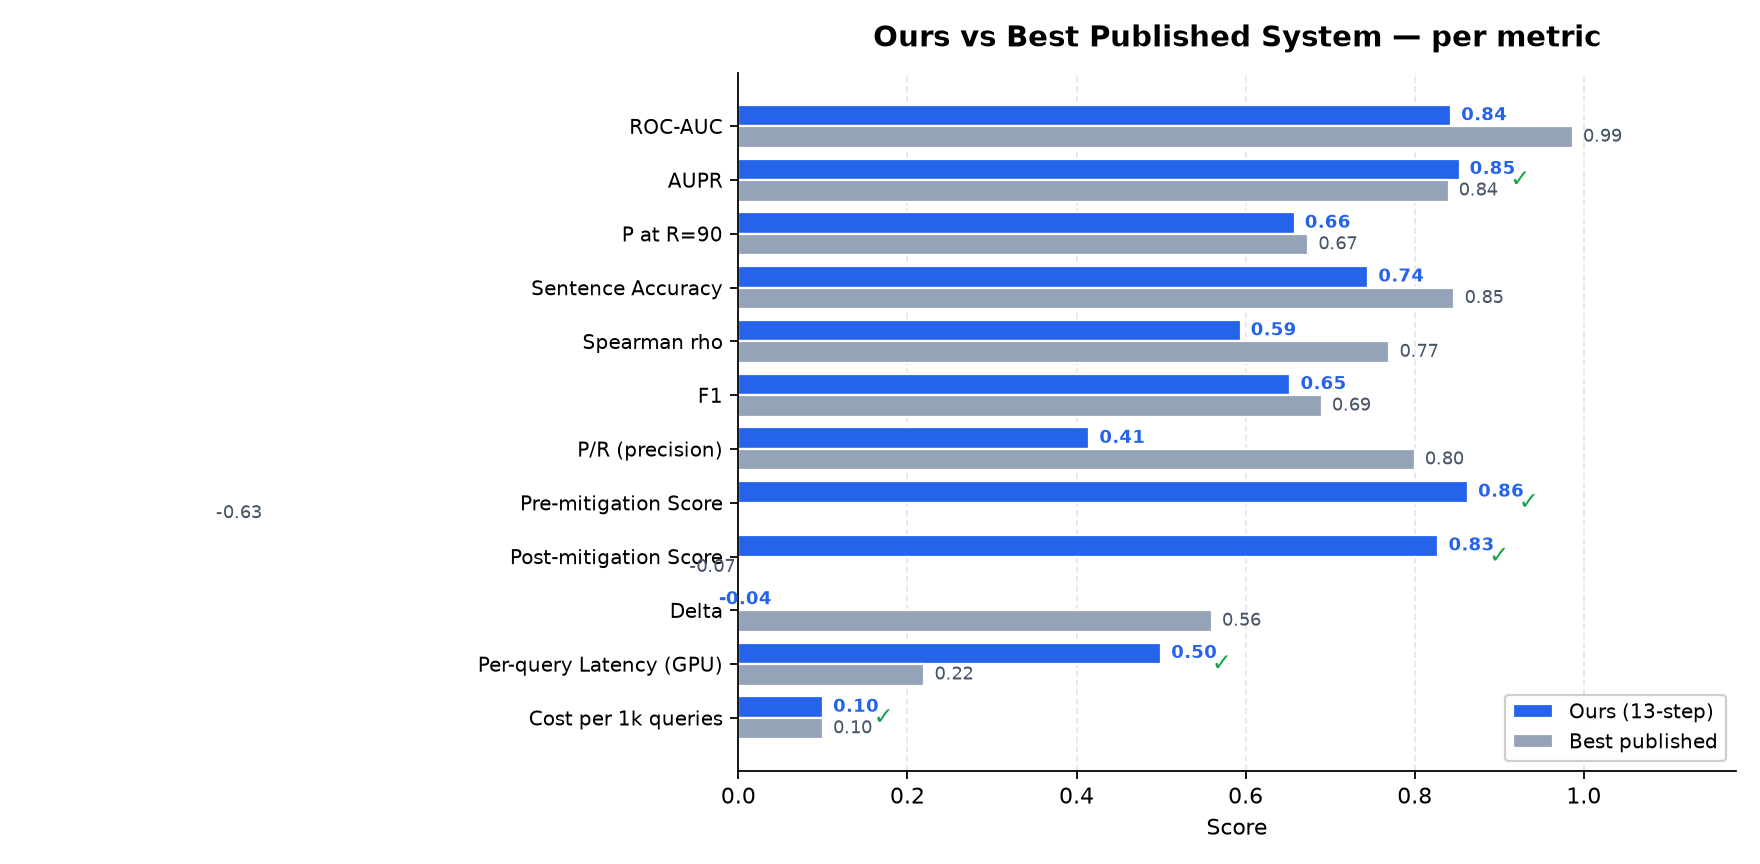 Ours vs Best Published System — per metric
ROC-AUC 0.84
0.99
AUPR 0.85 ✓
0.84
P at R=90 0.66
0.67
Sentence Accuracy 0.74
0.85
Spearman rho 0.59
0.77
F1 0.65
0.69
P/R (precision) 0.41
0.80
Pre-mitigation Score 0.86 ✓
-0.63
Post-mitigation Score 0.83 ✓
-0.07
Delta -0.04
0.56
Per-query Latency (GPU) 0.50 ✓
0.22
Cost per 1k queries 0.10 ✓
0.10
Ours (13-step)
Best published
0.0 0.2 0.4 0.6 0.8 1.0
Score